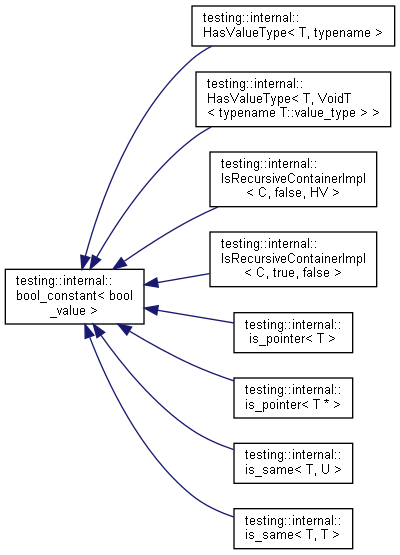 testing::internal::
HasValueType< T, typename >
testing::internal::
HasValueType< T, VoidT
< typename T::value_type > >
testing::internal::
IsRecursiveContainerImpl
< C, false, HV >
testing::internal::
IsRecursiveContainerImpl
< C, true, false >
testing::internal::
bool_constant< bool
_value >
testing::internal::
is_pointer< T >
testing::internal::
is_pointer< T * >
testing::internal::
is_same< T, U >
testing::internal::
is_same< T, T >